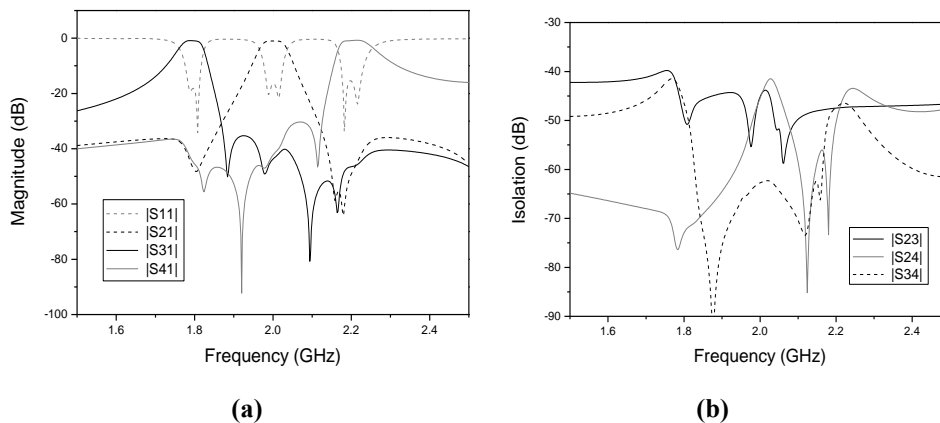 0
-20
-40
-60
-80
-100
Magnitude (dB)
|S11|
|S21|
|S31|
|S41|
1.6 1.8 2.0 2.2 2.4
Frequency (GHz)
(a)
-30
-40
-50
-60
-70
-80
-90
Isolation (dB)
|S23|
|S24|
|S34|
1.6 1.8 2.0 2.2 2.4
Frequency (GHz)
(b)